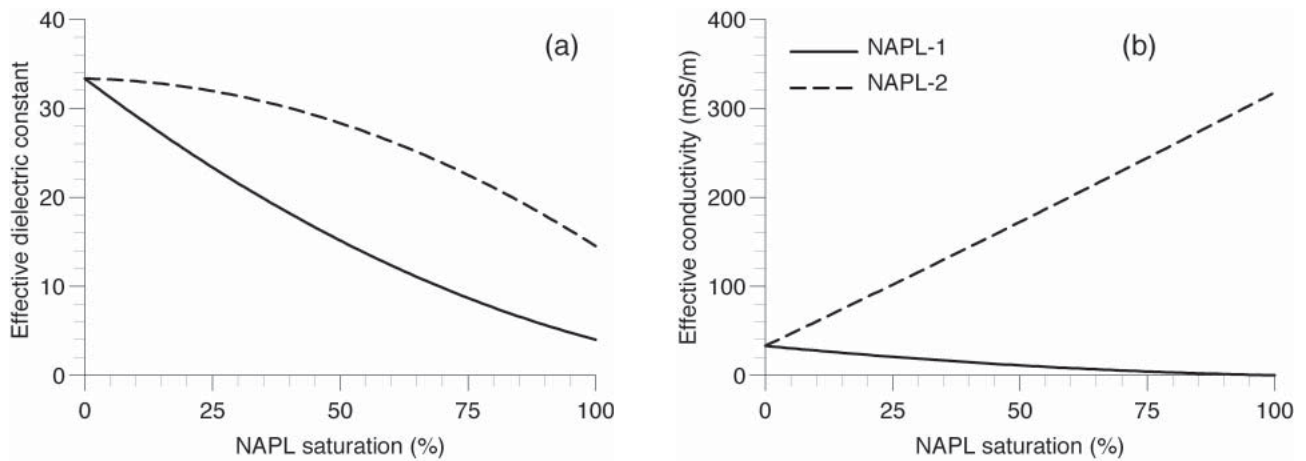 Effective dielectric constant
40
30
20
10
0
(a)
0 25 50 75 100
NAPL saturation (%)
Effective conductivity (mS/m)
400
300
200
100
0
NAPL-1
NAPL-2
(b)
0 25 50 75 100
NAPL saturation (%)